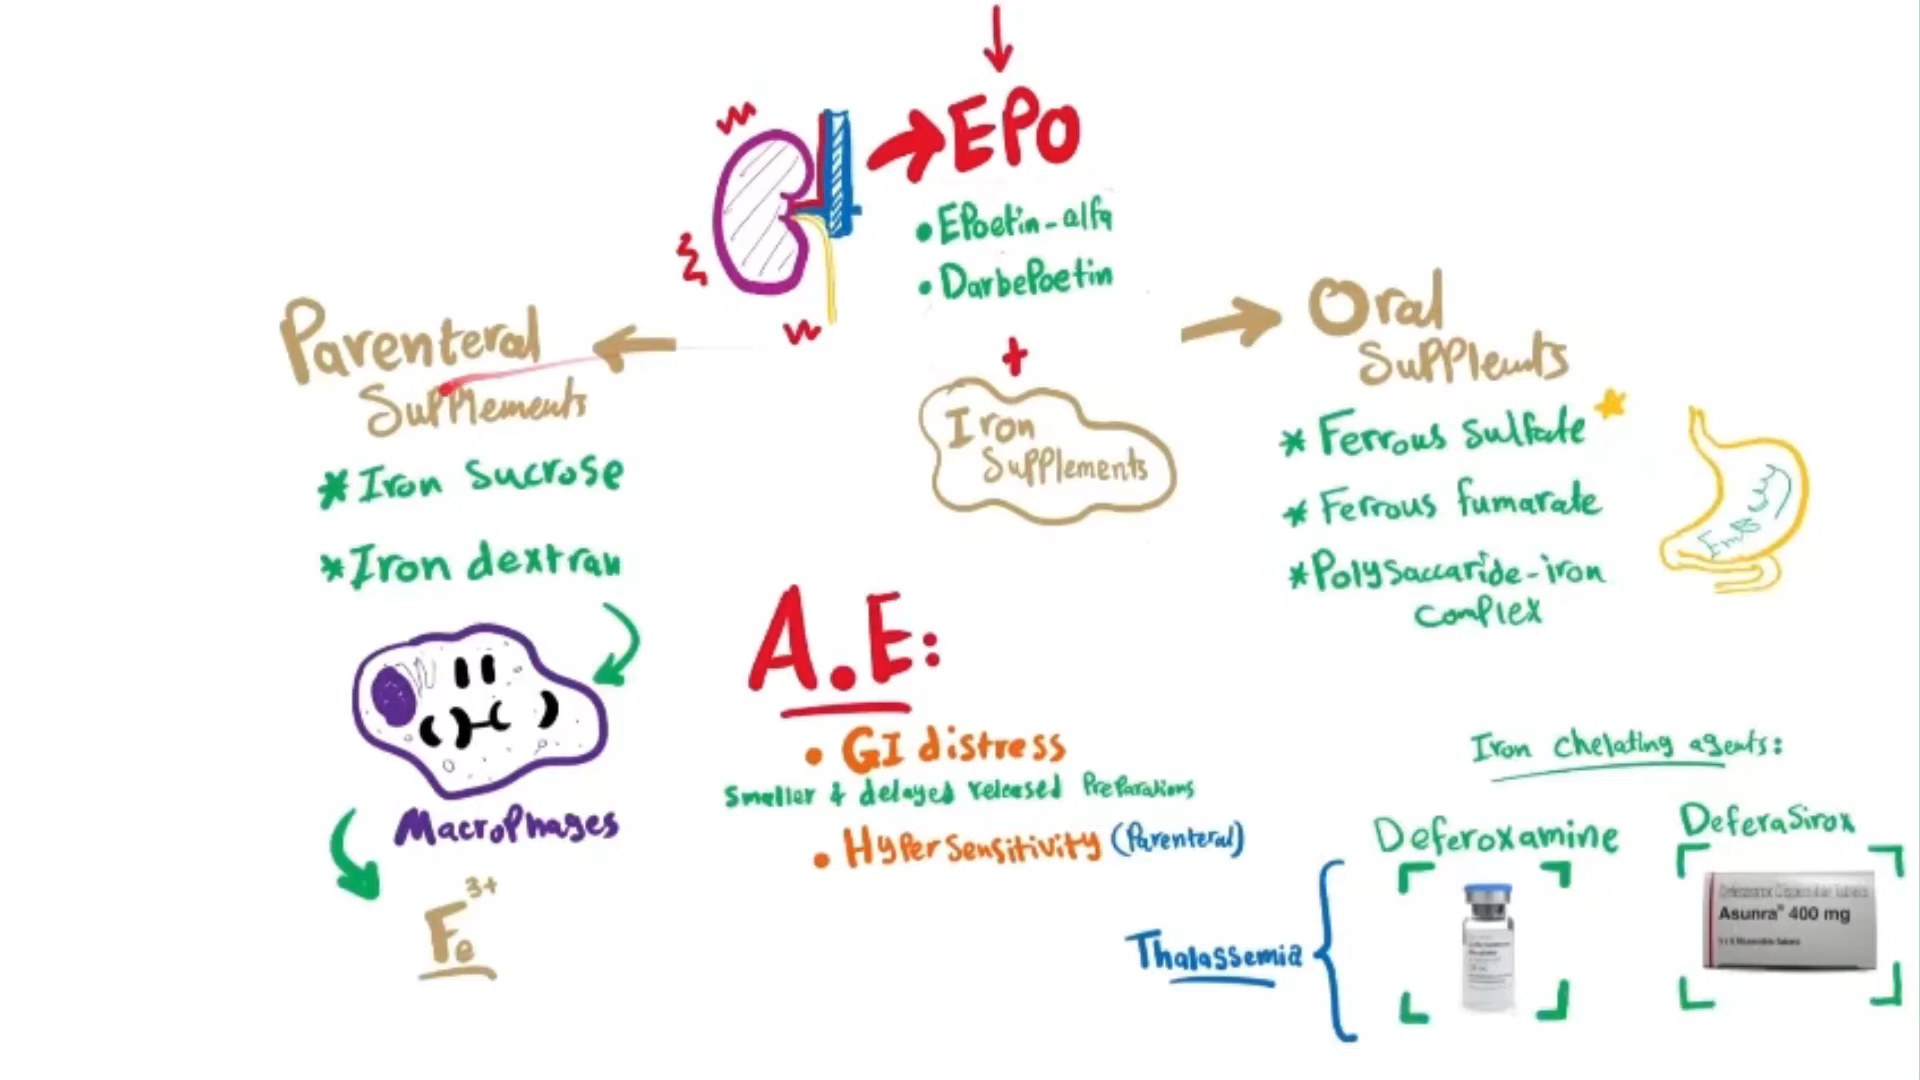 EPO
• EPoetin-alfa
• DarbePoetin
+
Iron
Supplements
Parenteral
Supplements
* Iron Sucrose
* Iron dextran
Macrophages
Fe3+
Oral
Supplemts
* Ferrous Sulfate
* Ferrous fumarate
* Polysaccaride-iron
complex
A.E:
• GI distress
Smaller & delayed released Preparations
• Hypersensitivity (Parenteral)
Iron chelating agents:
Deferoxamine
Deferasirox
Thalassemia
Asunra® 400 mg